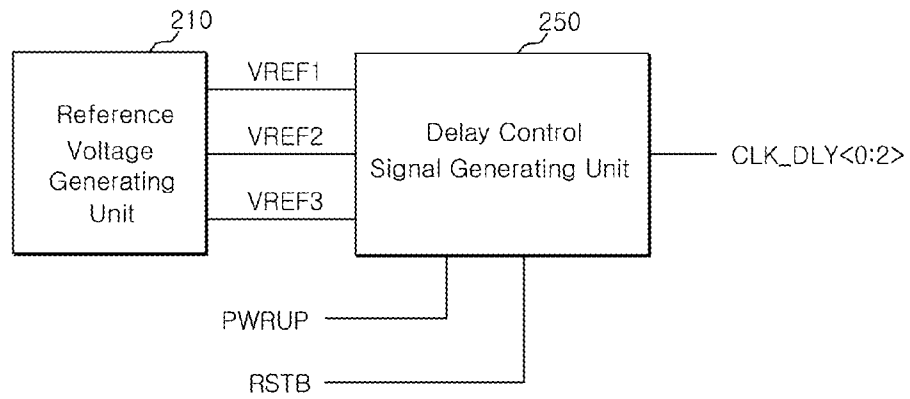 210
250
VREF1
VREF2
VREF3
Reference
Voltage
Generating
Unit
Delay Control
Signal Generating Unit
CLK_DLY<0:2>
PWRUP
RSTB